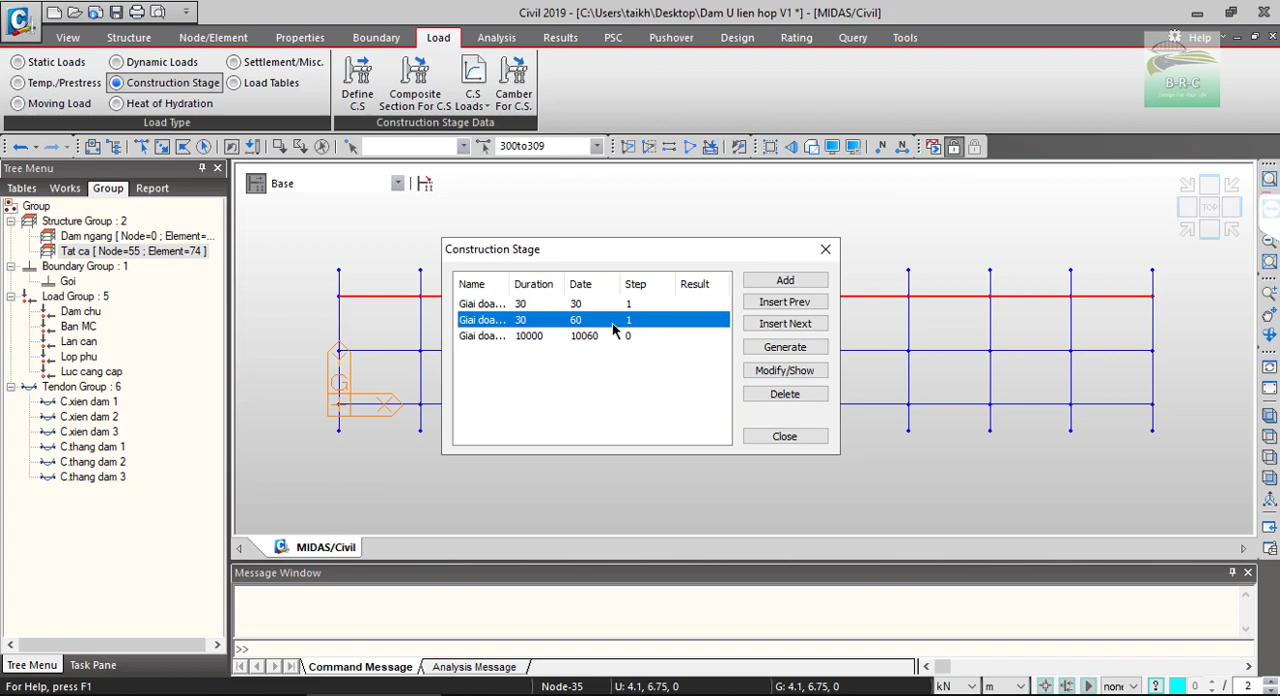 Civil 2019 - [C:\Users\taikh\Desktop\Dam U lien hop V1 *] - [MIDAS/Civil]
View Structure Node/Element Properties Boundary Load Analysis Results PSC Pushover Design Rating Query Tools Help
Static Loads Dynamic Loads Settlement/Misc.
Temp./Prestress Construction Stage Load Tables
Moving Load Heat of Hydration
Load Type
Define C.S
Composite Section For C.S
C.S Loads
Camber For C.S.
Construction Stage Data
B-R-C
300to309
Tree Menu
Tables Works Group Report
Group
Structure Group : 2
Dam ngang [ Node=0 ; Element=...
Tat ca [ Node=55 ; Element=74 ]
Boundary Group : 1
Goi
Load Group : 5
Dam chu
Ban MC
Lan can
Lop phu
Luc cang cap
Tendon Group : 6
C.xien dam 1
C.xien dam 2
C.xien dam 3
C.thang dam 1
C.thang dam 2
C.thang dam 3
Base
TOP
Construction Stage
Name Duration Date Step Result
Giai doa... 30 30 1
Giai doa... 30 60 1
Giai doa... 10000 10060 0
Add
Insert Prev
Insert Next
Generate
Modify/Show
Delete
Close
G
X
MIDAS/Civil
Message Window
>>
Tree Menu Task Pane
Command Message Analysis Message
For Help, press F1 Node-35 U: 4.1, 6.75, 0 G: 4.1, 6.75, 0 kN m none ? 0 / 2